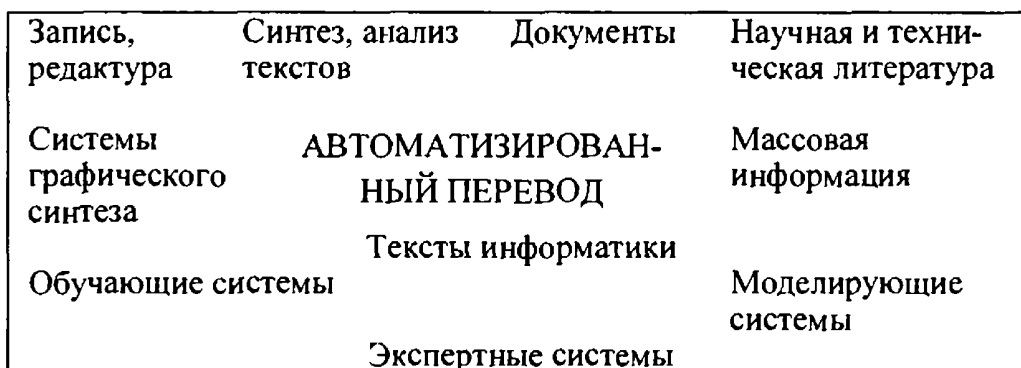 Запись, Синтез, анализ Документы Научная и техни-
редактура текстов ческая литература
Системы АВТОМАТИЗИРОВАН- Массовая
графического НЫЙ ПЕРЕВОД информация
синтеза
Тексты информатики
Обучающие системы Моделирующие
системы
Экспертные системы